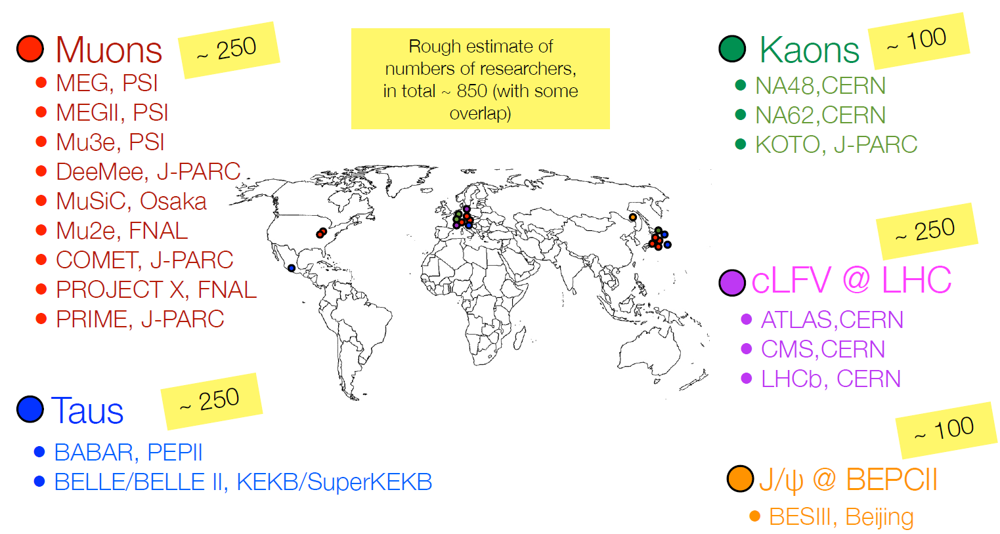 Muons
~ 250
MEG, PSI
MEGII, PSI
Mu3e, PSI
DeeMee, J-PARC
MuSiC, Osaka
Mu2e, FNAL
COMET, J-PARC
PROJECT X, FNAL
PRIME, J-PARC
Rough estimate of
numbers of researchers,
in total ~ 850 (with some
overlap)
Kaons
~ 100
NA48,CERN
NA62,CERN
KOTO, J-PARC
~ 250
cLFV @ LHC
ATLAS,CERN
CMS,CERN
LHCb, CERN
Taus
~ 250
BABAR, PEPII
BELLE/BELLE II, KEKB/SuperKEKB
~ 100
J/ψ @ BEPCII
BESIII, Beijing